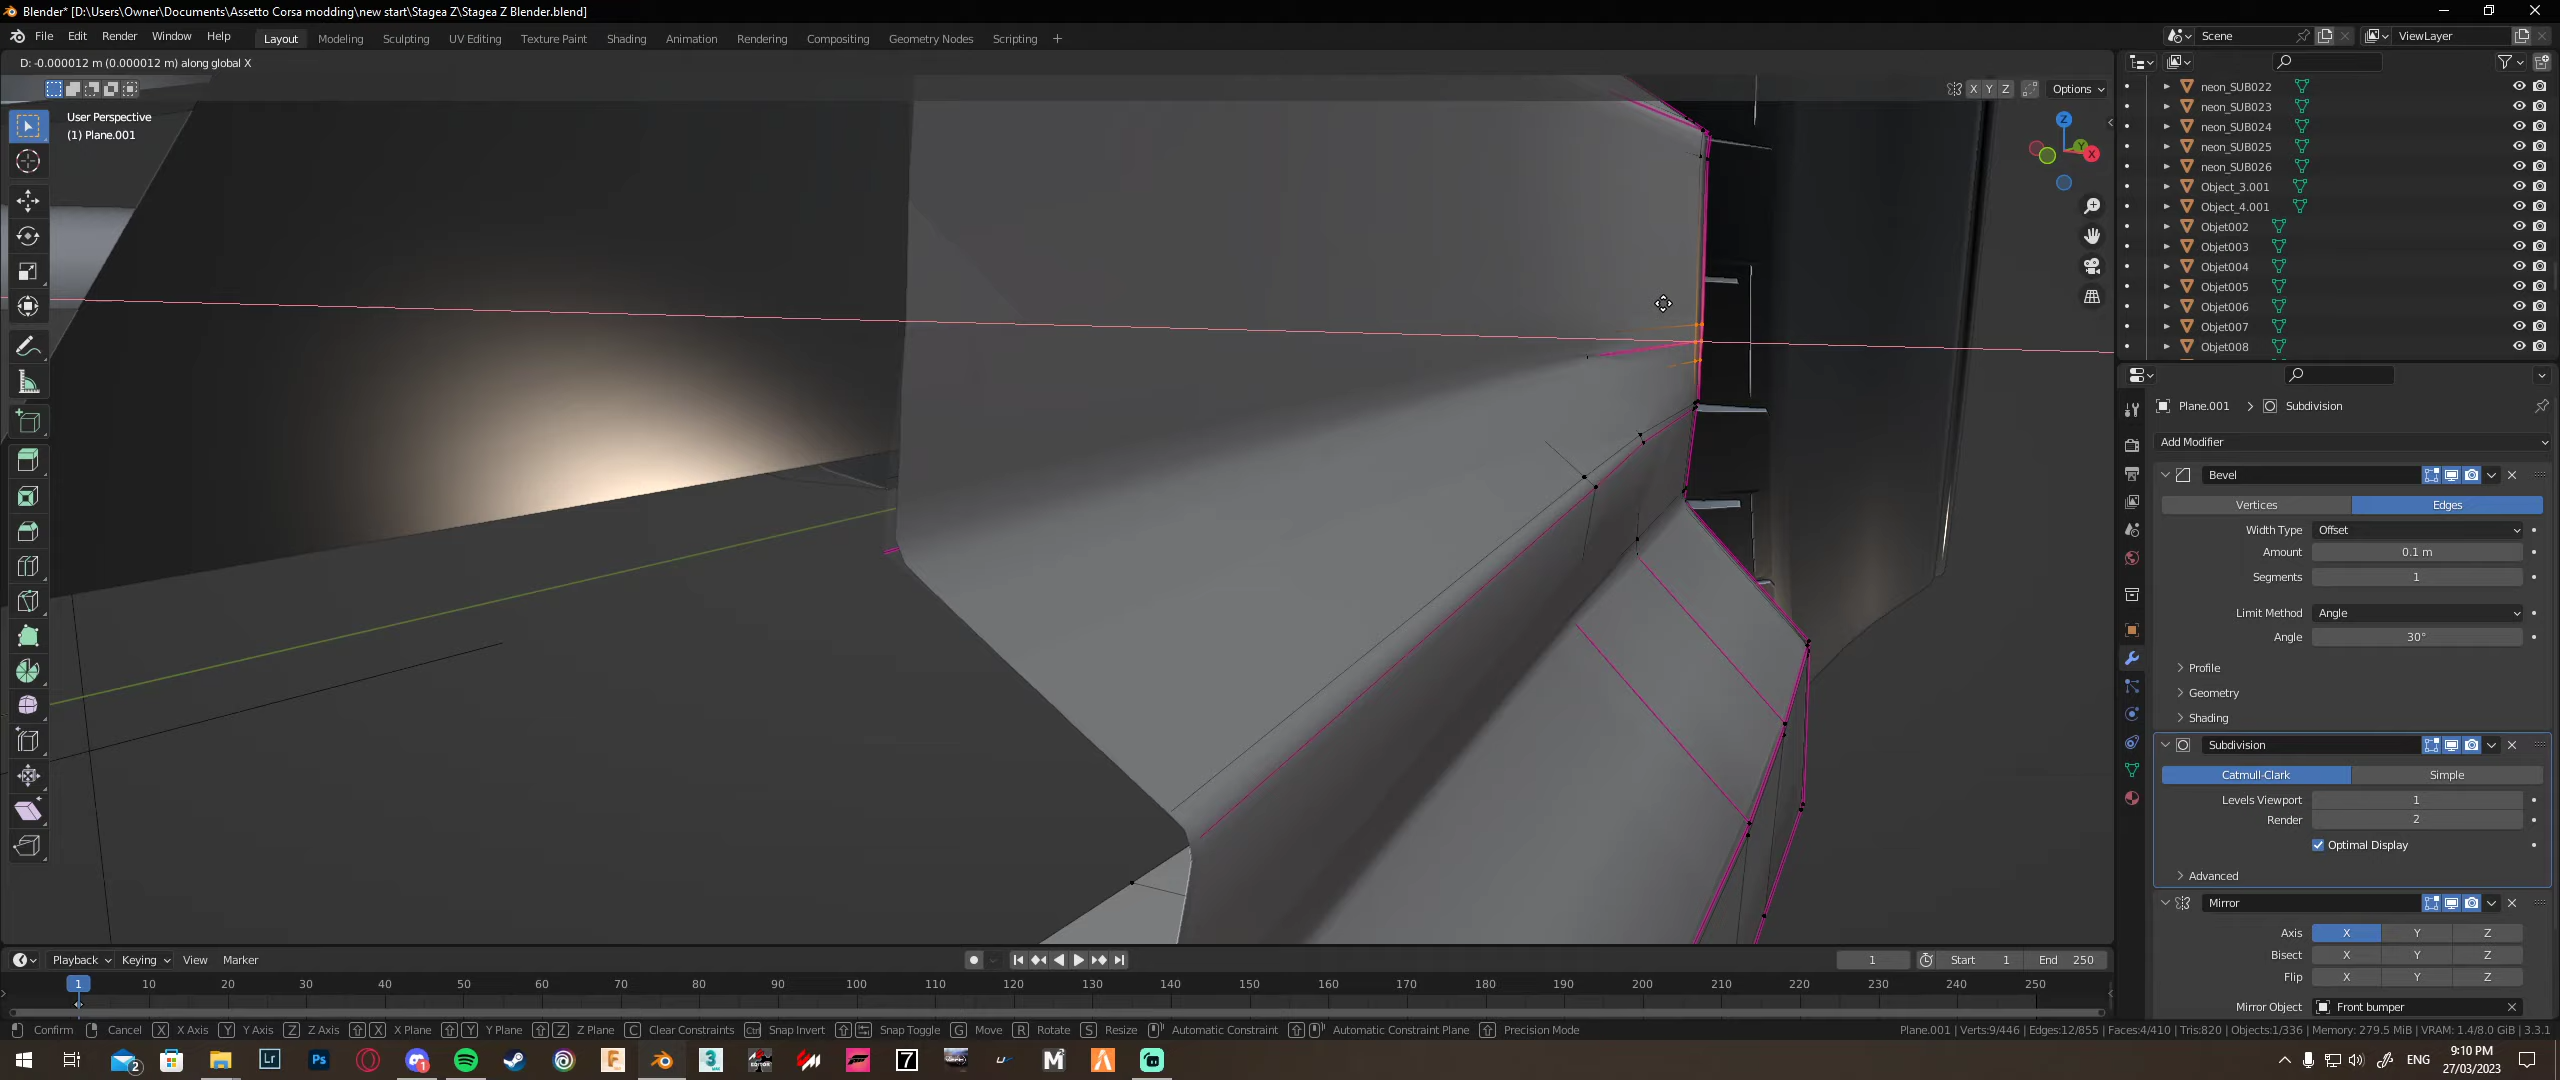 Blender* [D:\Users\Owner\Documents\Assetto Corsa modding\new start\Stagea Z\Stagea Z Blender.blend]
File Edit Render Window Help Layout Modeling Sculpting UV Editing Texture Paint Shading Animation Rendering Compositing Geometry Nodes Scripting + Scene ViewLayer
D: -0.000012 m (0.000012 m) along global X
X Y Z Options
User Perspective
(1) Plane.001
Z
Y
X
neon_SUB022
neon_SUB023
neon_SUB024
neon_SUB025
neon_SUB026
Object_3.001
Object_4.001
Objet002
Objet003
Objet004
Objet005
Objet006
Objet007
Objet008
Plane.001 > Subdivision
Add Modifier
Bevel
Vertices Edges
Width Type Offset
Amount 0.1 m
Segments 1
Limit Method Angle
Angle 30°
Profile
Geometry
Shading
Subdivision
Catmull-Clark Simple
Levels Viewport 1
Render 2
Optimal Display
Advanced
Mirror
Axis X Y Z
Bisect X Y Z
Flip X Y Z
Mirror Object Front bumper
Playback Keying View Marker 1 Start 1 End 250
1 10 20 30 40 50 60 70 80 90 100 110 120 130 140 150 160 170 180 190 200 210 220 230 240 250
Confirm Cancel X X Axis Y Y Axis Z Z Axis X X Plane Y Y Plane Z Z Plane C Clear Constraints Ctrl Snap Invert Snap Toggle G Move R Rotate S Resize Automatic Constraint Automatic Constraint Plane Precision Mode Plane.001 | Verts:9/446 | Edges:12/855 | Faces:4/410 | Tris:820 | Objects:1/336 | Memory: 279.5 MiB | VRAM: 1.4/8.0 GiB | 3.3.1
2 Lr Ps 1 F 3 EDITOR 7 M ENG
9:10 PM
27/03/2023